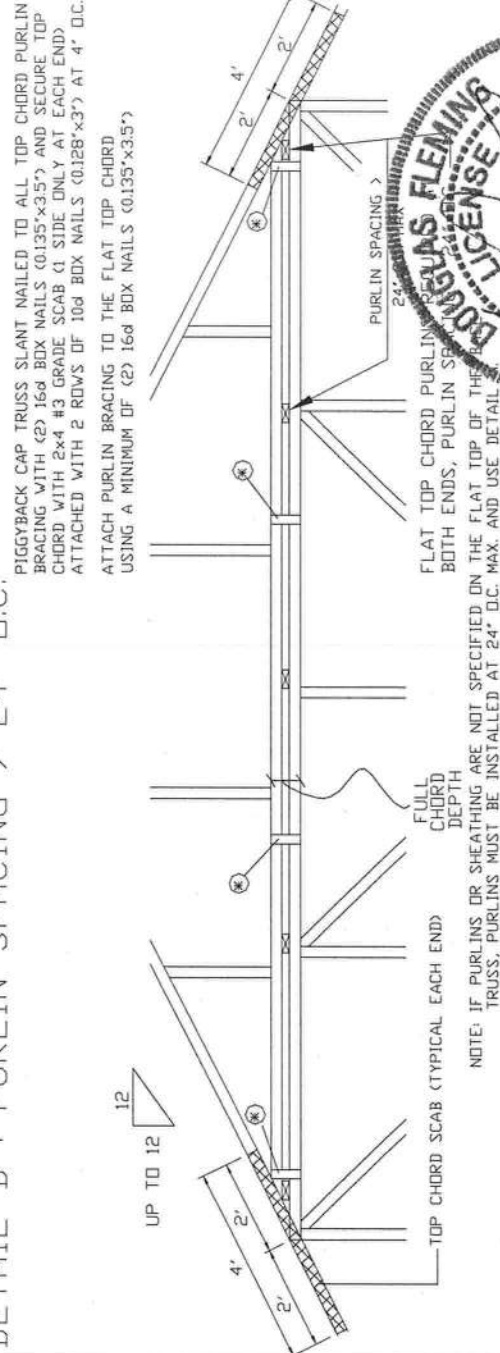 DETAIL B : PURLIN SPACING > 24" O.C.
PIGGYBACK CAP TRUSS SLANT NAILED TO ALL TOP CHORD PURLIN
BRACING WITH (2) 16d BOX NAILS (0.135"x3.5") AND SECURE TOP
CHORD WITH 2x4 #3 GRADE SCAB (1 SIDE ONLY AT EACH END)
ATTACHED WITH 2 ROWS OF 10d BOX NAILS (0.128"x3") AT 4" O.C.
ATTACH PURLIN BRACING TO THE FLAT TOP CHORD
USING A MINIMUM OF (2) 16d BOX NAILS (0.135"x3.5")
12
UP TO 12
4'
2'
2'
4'
2'
2'
*
*
*
*
PURLIN SPACING >
24" MAX
FULL
CHORD
DEPTH
TOP CHORD SCAB (TYPICAL EACH END)
FLAT TOP CHORD PURLINS
BOTH ENDS, PURLIN
NOTE: IF PURLINS OR SHEATHING ARE NOT SPECIFIED ON THE FLAT TOP OF THE
TRUSS, PURLINS MUST BE INSTALLED AT 24" O.C. MAX. AND USE DETAIL
DOUGLAS FLEMING
LICENSE